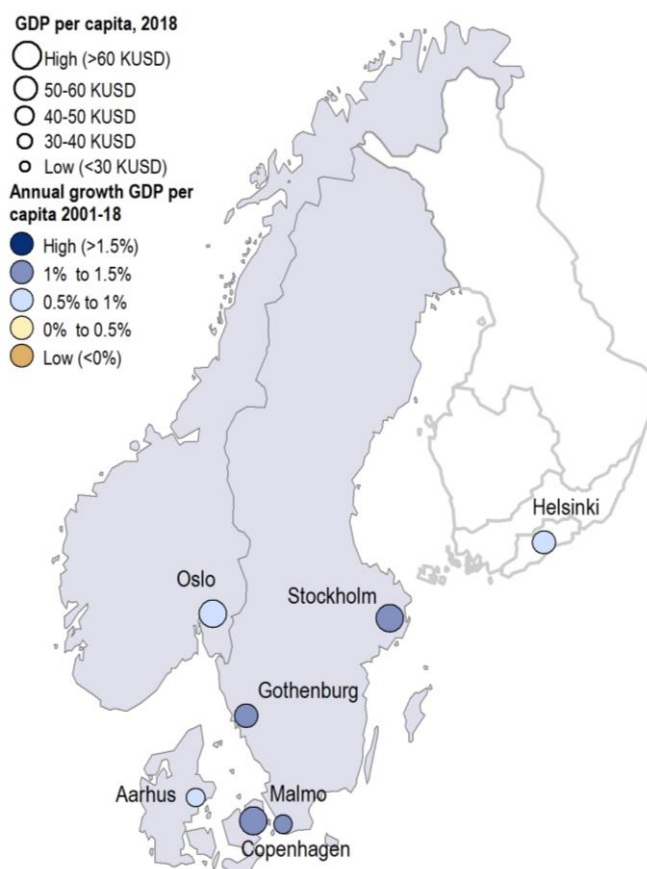 GDP per capita, 2018
High (>60 KUSD)
50-60 KUSD
40-50 KUSD
30-40 KUSD
Low (<30 KUSD)
Annual growth GDP per
capita 2001-18
High (>1.5%)
1% to 1.5%
0.5% to 1%
0% to 0.5%
Low (<0%)
Helsinki
Oslo
Stockholm
Gothenburg
Aarhus
Malmo
Copenhagen